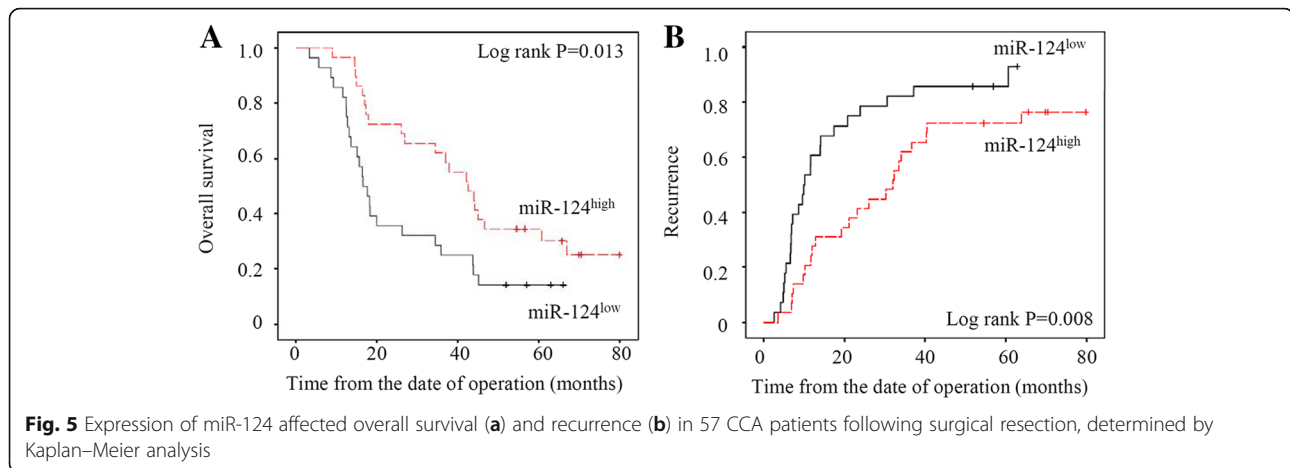 A
Log rank P=0.013
1.0
0.8
0.6
0.4
0.2
0
Overall survival
miR-124high
miR-124low
0 20 40 60 80
Time from the date of operation (months)
B
miR-124low
1.0
0.8
0.6
0.4
0.2
0
Recurrence
miR-124high
Log rank P=0.008
0 20 40 60 80
Time from the date of operation (months)
Fig. 5 Expression of miR-124 affected overall survival (a) and recurrence (b) in 57 CCA patients following surgical resection, determined by
Kaplan–Meier analysis